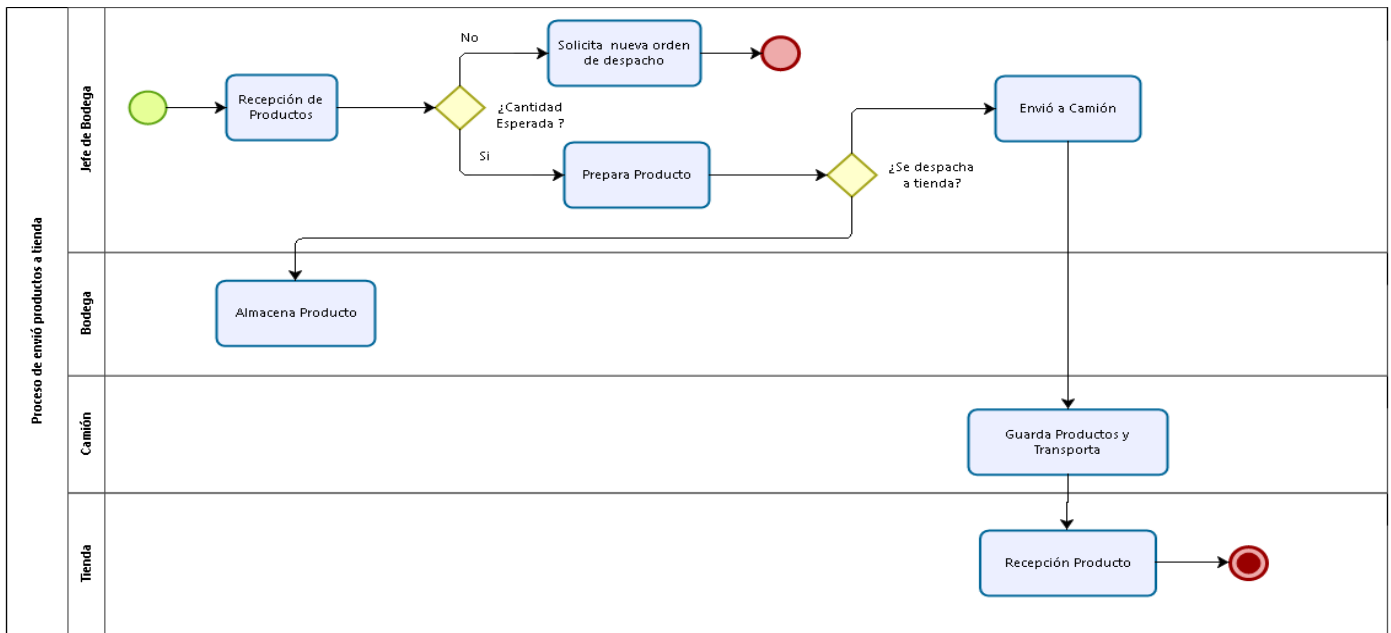 Proceso de envió productos a tienda
Jefe de Bodega
Recepción de
Productos
No
¿Cantidad
Esperada ?
Si
Solicita nueva orden
de despacho
Prepara Producto
¿Se despacha
a tienda?
Envió a Camión
Bodega
Almacena Producto
Camión
Guarda Productos y
Transporta
Tienda
Recepción Producto